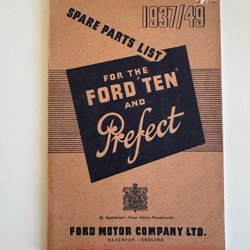 1937/49
SPARE PARTS LIST
FOR THE
FORD "TEN"
AND
Prefect
By Appointment - Motor Vehicle Manufacturers
FORD MOTOR COMPANY LTD.
DAGENHAM · ENGLAND